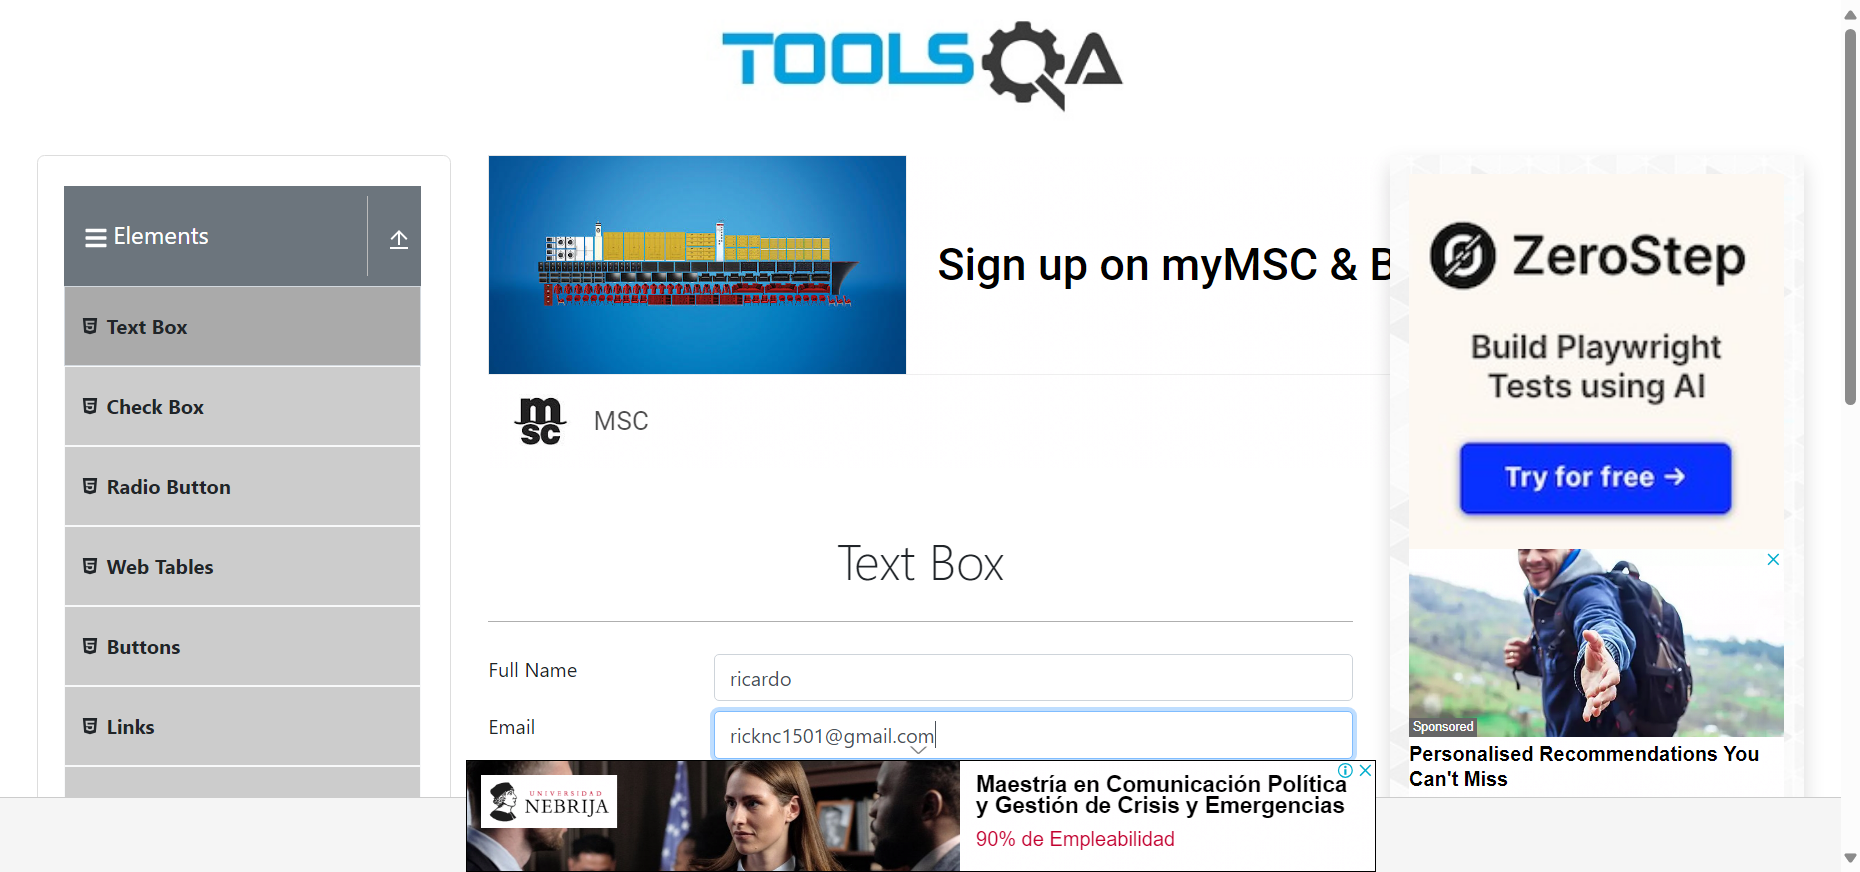 TOOLSQA
Elements
Text Box
Check Box
Radio Button
Web Tables
Buttons
Links
Sign up on myMSC & B
msc
MSC
Text Box
Full Name
ricardo
Email
ricknc1501@gmail.com
UNIVERSIDAD
NEBRIJA
Maestría en Comunicación Política
y Gestión de Crisis y Emergencias
90% de Empleabilidad
ZeroStep
Build Playwright
Tests using AI
Try for free →
Sponsored
Personalised Recommendations You
Can't Miss